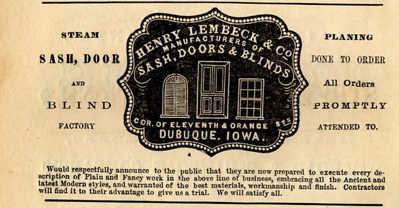 STEAM
SASH, DOOR
AND
BLIND
FACTORY
HENRY LEMBECK & CO.
MANUFACTURERS OF
SASH, DOORS & BLINDS
COR. OF ELEVENTH & ORANGE STS
DUBUQUE, IOWA.
PLANING
DONE TO ORDER
All Orders
PROMPTLY
ATTENDED TO.
Would respectfully announce to the public that they are now prepared to execute every de-
scription of Plain and Fancy work in the above line of business, embracing all the Ancient and
latest Modern styles, and warranted of the best materials, workmanship and finish. Contractors
will find it to their advantage to give us a trial. We will satisfy all.